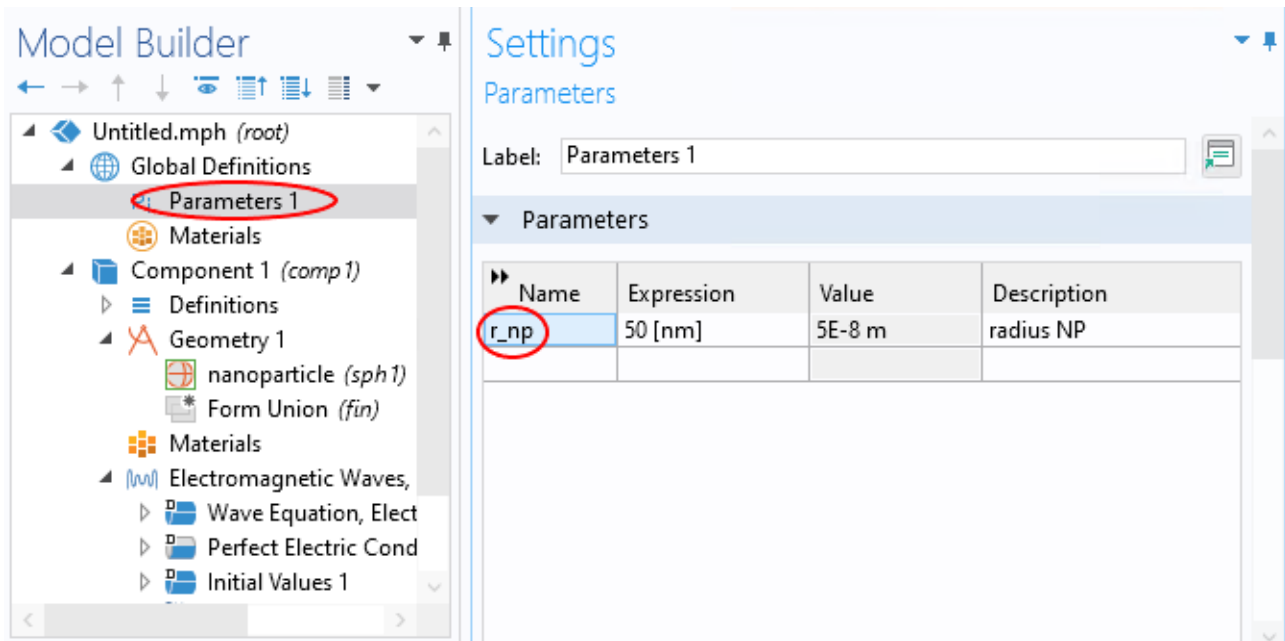 Model Builder
Untitled.mph (root)
Global Definitions
Pi Parameters 1
Materials
Component 1 (comp1)
Definitions
Geometry 1
nanoparticle (sph1)
Form Union (fin)
Materials
Electromagnetic Waves,
D Wave Equation, Elect
D Perfect Electric Cond
D Initial Values 1
Settings
Parameters
Label: Parameters 1
Parameters
Name Expression Value Description
r_np 50 [nm] 5E-8 m radius NP